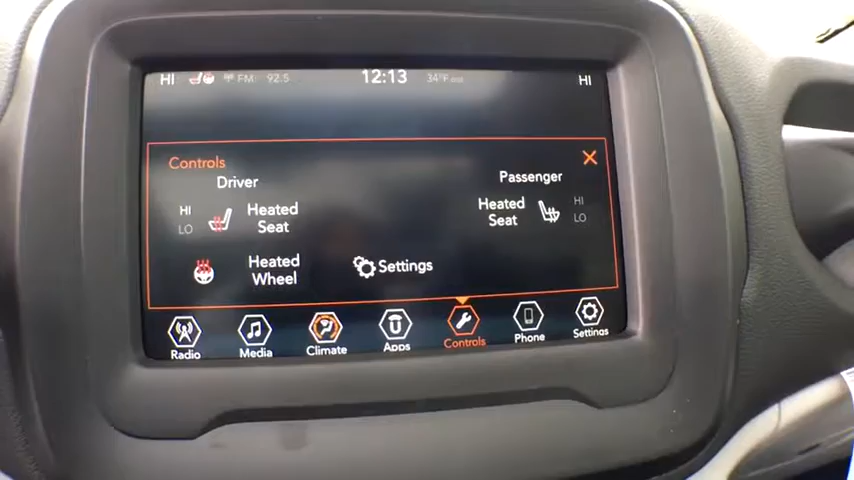 HI FM: 92.5 12:13 34°F HI
Controls
Driver
Passenger
HI
LO
Heated
Seat
Heated
Seat
HI
LO
Heated
Wheel
Settings
Radio Media Climate Apps Controls Phone Settings